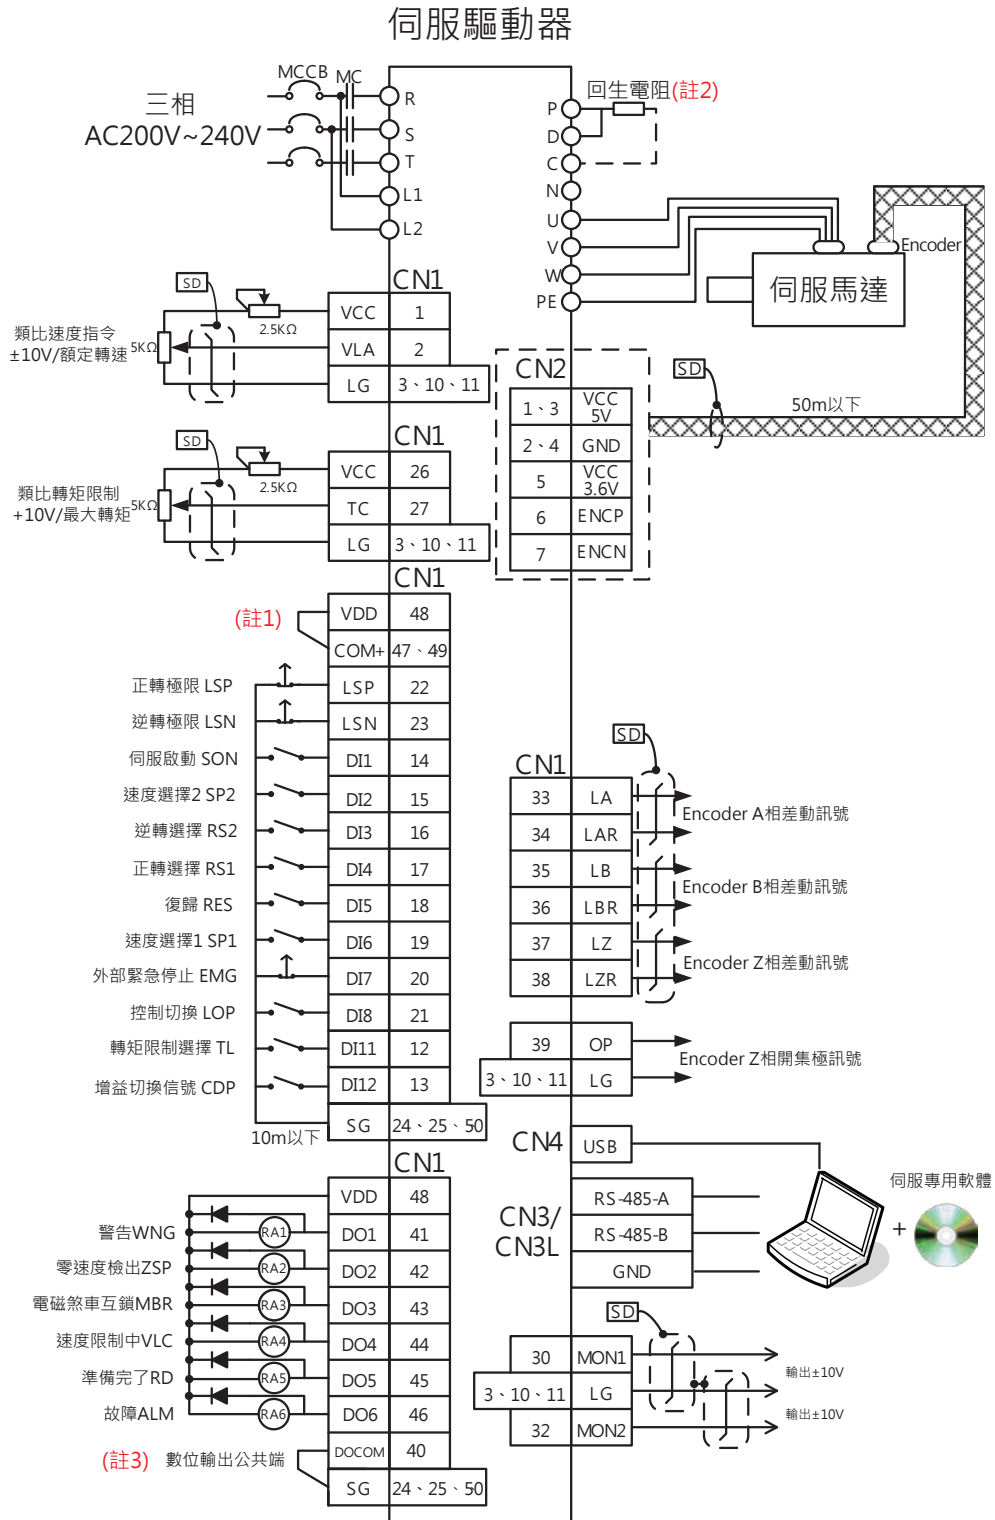 伺服驅動器
MCCB
MC
三相
AC200V~240V
R
S
T
L1
L2
P
D
C
N
U
V
W
PE
回生電阻(註2)
Encoder
伺服馬達
SD
50m以下
CN2
1、3 VCC 5V
2、4 GND
5 VCC 3.6V
6 ENCP
7 ENCN
CN1
SD
2.5KΩ
5KΩ
類比速度指令
±10V/額定轉速
VCC 1
VLA 2
LG 3、10、11
CN1
SD
2.5KΩ
5KΩ
類比轉矩限制
+10V/最大轉矩
VCC 26
TC 27
LG 3、10、11
CN1
(註1)
VDD 48
COM+ 47、49
正轉極限 LSP LSP 22
逆轉極限 LSN LSN 23
伺服啟動 SON DI1 14
速度選擇2 SP2 DI2 15
逆轉選擇 RS2 DI3 16
正轉選擇 RS1 DI4 17
復歸 RES DI5 18
速度選擇1 SP1 DI6 19
外部緊急停止 EMG DI7 20
控制切換 LOP DI8 21
轉矩限制選擇 TL DI11 12
增益切換信號 CDP DI12 13
10m以下
SG 24、25、50
CN1
VDD 48
警告WNG RA1 DO1 41
零速度檢出ZSP RA2 DO2 42
電磁煞車互鎖MBR RA3 DO3 43
速度限制中VLC RA4 DO4 44
準備完了RD RA5 DO5 45
故障ALM RA6 DO6 46
(註3) 數位輸出公共端 DOCOM 40
SG 24、25、50
SD
CN1
33 LA
34 LAR
Encoder A相差動訊號
35 LB
36 LBR
Encoder B相差動訊號
37 LZ
38 LZR
Encoder Z相差動訊號
39 OP
3、10、11 LG
Encoder Z相開集極訊號
CN4 USB
CN3/
CN3L
RS-485-A
RS-485-B
GND
伺服專用軟體
+
SD
30 MON1
輸出±10V
3、10、11 LG
32 MON2
輸出±10V